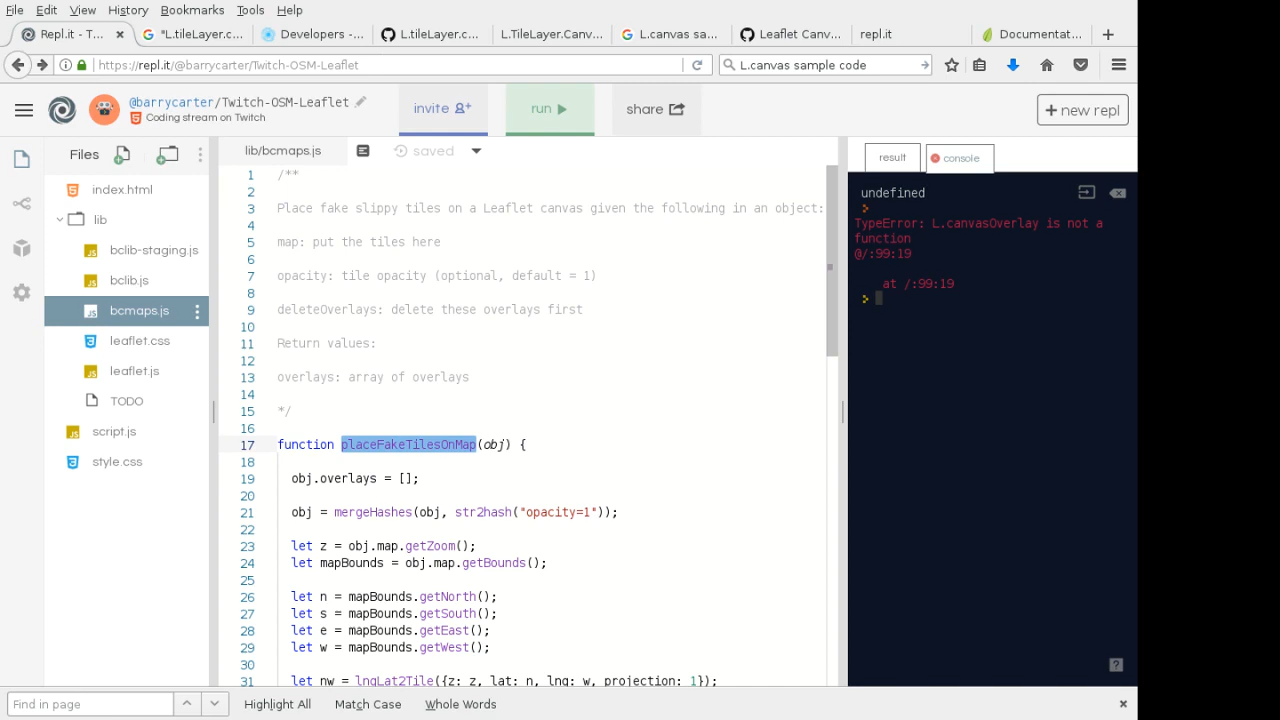 File Edit View History Bookmarks Tools Help
Repl.it - T...
"L.tileLayer.c...
Developers -...
L.tileLayer.c...
L.TileLayer.Canv...
L.canvas sa...
Leaflet Canv...
repl.it
Documentat...
https://repl.it/@barrycarter/Twitch-OSM-Leaflet
L.canvas sample code
@barrycarter/Twitch-OSM-Leaflet
Coding stream on Twitch
invite
run
share
+ new repl
Files
index.html
lib
bclib-staging.js
bclib.js
bcmaps.js
leaflet.css
leaflet.js
TODO
script.js
style.css
lib/bcmaps.js
saved
1 /**
2
3 Place fake slippy tiles on a Leaflet canvas given the following in an object:
4
5 map: put the tiles here
6
7 opacity: tile opacity (optional, default = 1)
8
9 deleteOverlays: delete these overlays first
10
11 Return values:
12
13 overlays: array of overlays
14
15 */
16
17 function placeFakeTilesOnMap(obj) {
18
19 obj.overlays = [];
20
21 obj = mergeHashes(obj, str2hash("opacity=1"));
22
23 let z = obj.map.getZoom();
24 let mapBounds = obj.map.getBounds();
25
26 let n = mapBounds.getNorth();
27 let s = mapBounds.getSouth();
28 let e = mapBounds.getEast();
29 let w = mapBounds.getWest();
30
31 let nw = lngLat2Tile({z: z, lat: n, lng: w, projection: 1});
result
console
undefined
TypeError: L.canvasOverlay is not a
function
@/:99:19
at /:99:19
?
Find in page
Highlight All
Match Case
Whole Words